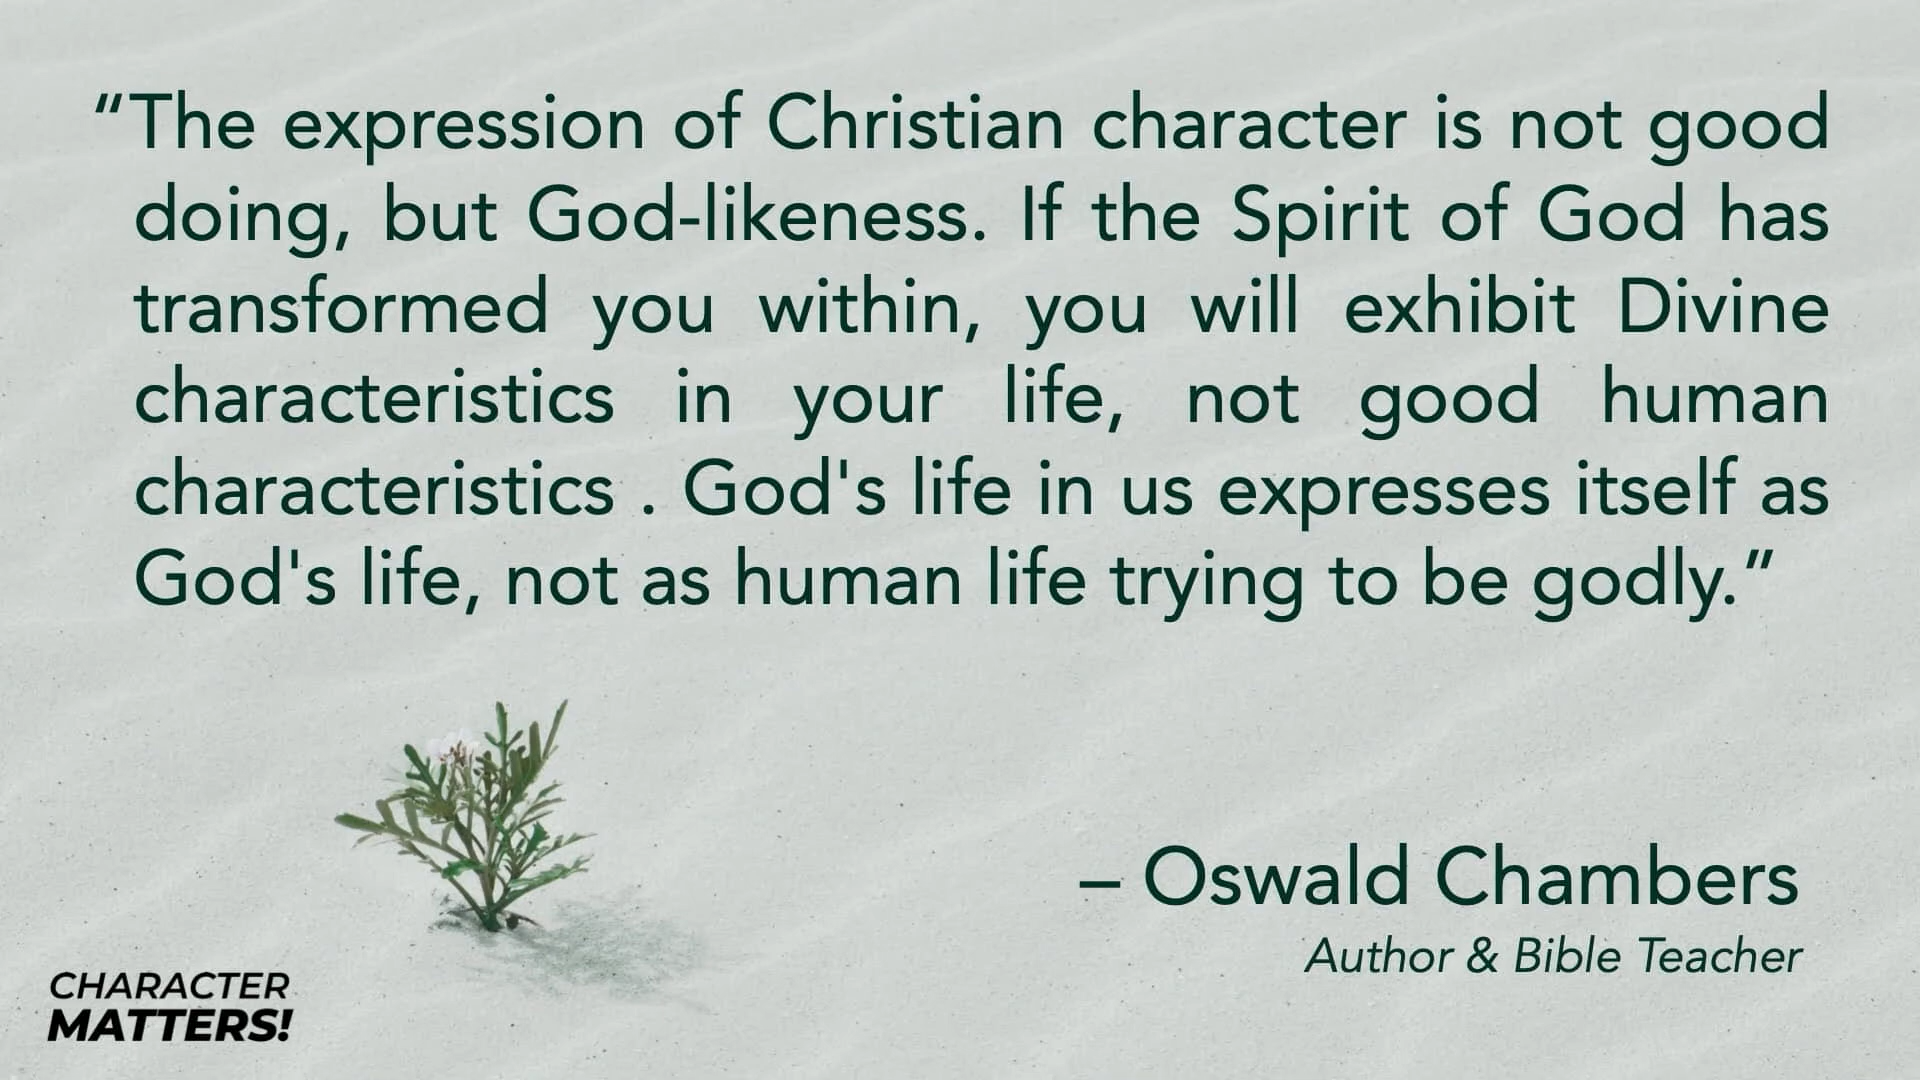 “The expression of Christian character is not good
doing, but God-likeness. If the Spirit of God has
transformed you within, you will exhibit Divine
characteristics in your life, not good human
characteristics . God's life in us expresses itself as
God's life, not as human life trying to be godly.”
– Oswald Chambers
Author & Bible Teacher
CHARACTER
MATTERS!